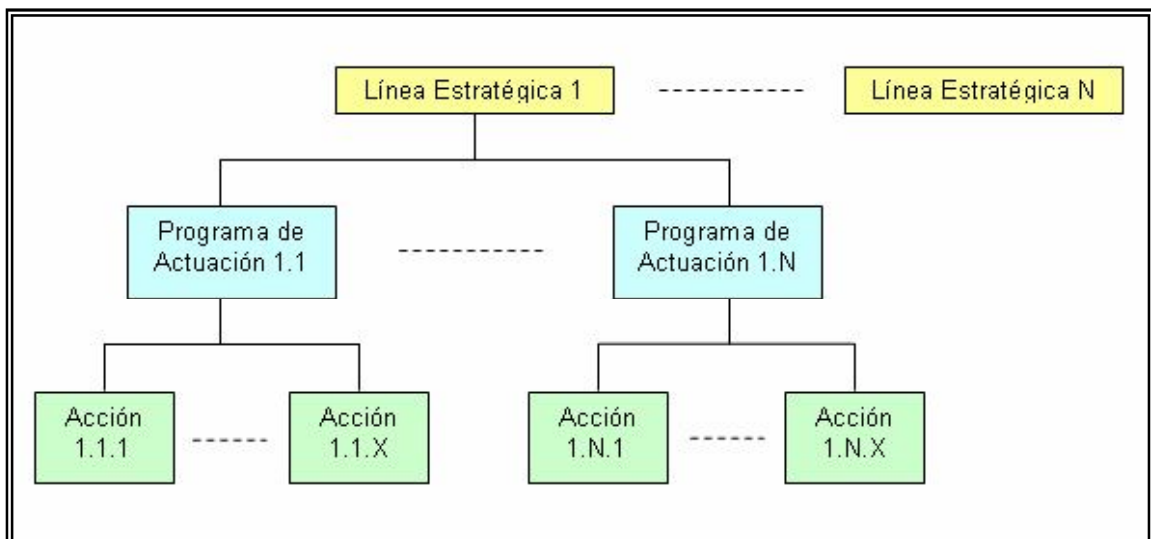 Línea Estratégica 1
Línea Estratégica N
Programa de
Actuación 1.1
Programa de
Actuación 1.N
Acción
1.1.1
Acción
1.1.X
Acción
1.N.1
Acción
1.N.X